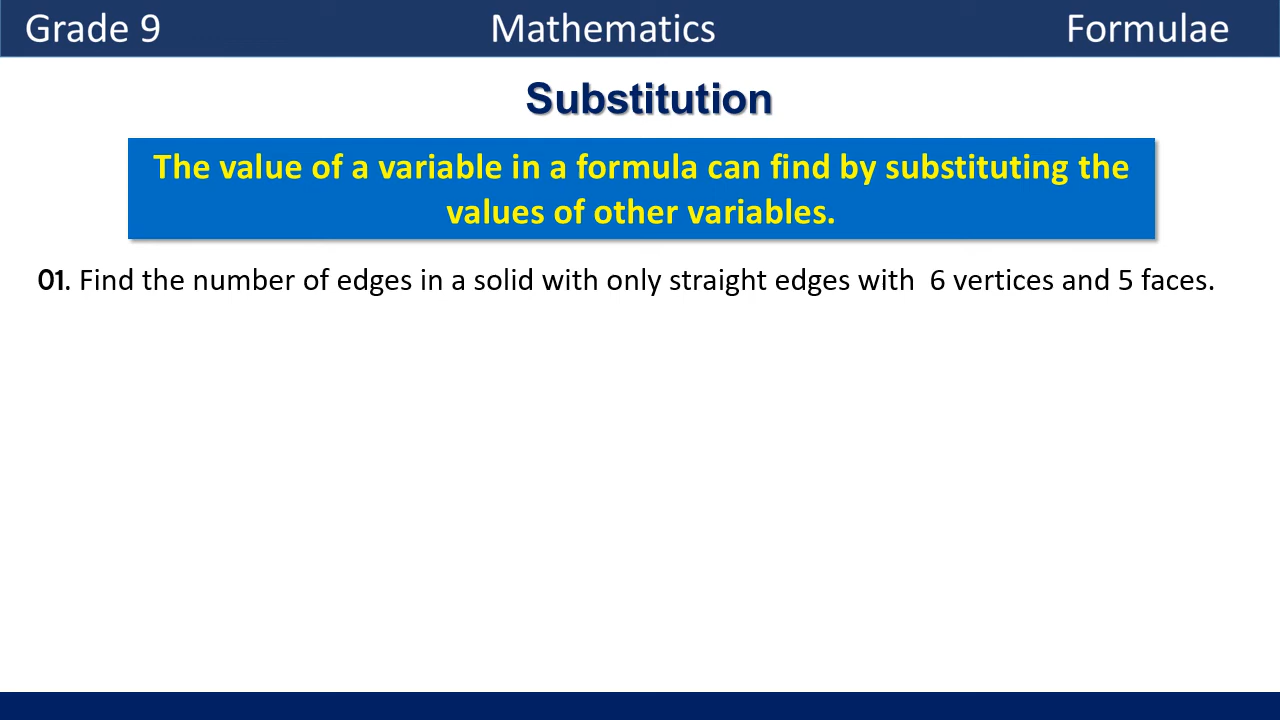 Grade 9 Mathematics Formulae
Substitution
The value of a variable in a formula can find by substituting the
values of other variables.
01. Find the number of edges in a solid with only straight edges with  6 vertices and 5 faces.